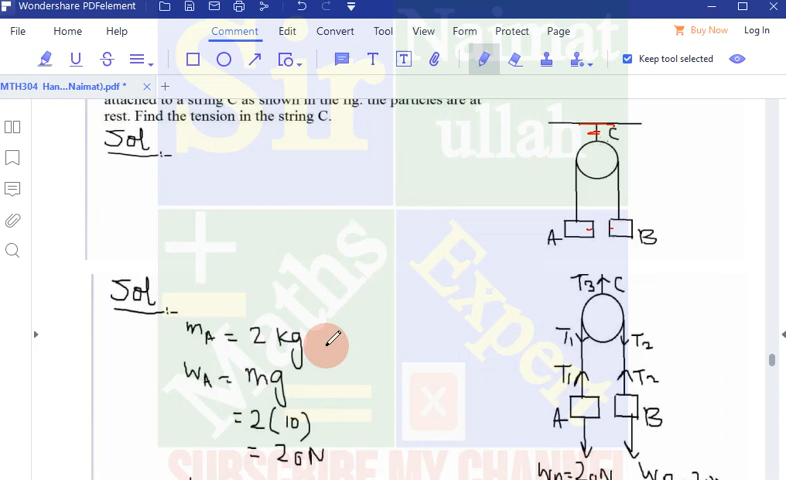 Wondershare PDFelement
File Home Help Comment Edit Convert Tool View Form Protect Page Buy Now Log In
Keep tool selected
MTH304 Han...Naimat).pdf *
attached to a string C as shown in the fig. the particles are at
rest. Find the tension in the string C.
Sol :-
C
A B
Sol :-
T3 C
mA = 2 kg
T1 T2
WA = mg
T1 T2
= 2(10)
A B
= 20N
WA=20N
Sir
Naimat
ullah
Maths
Expert
SUBSCRIBE MY CHANNEL